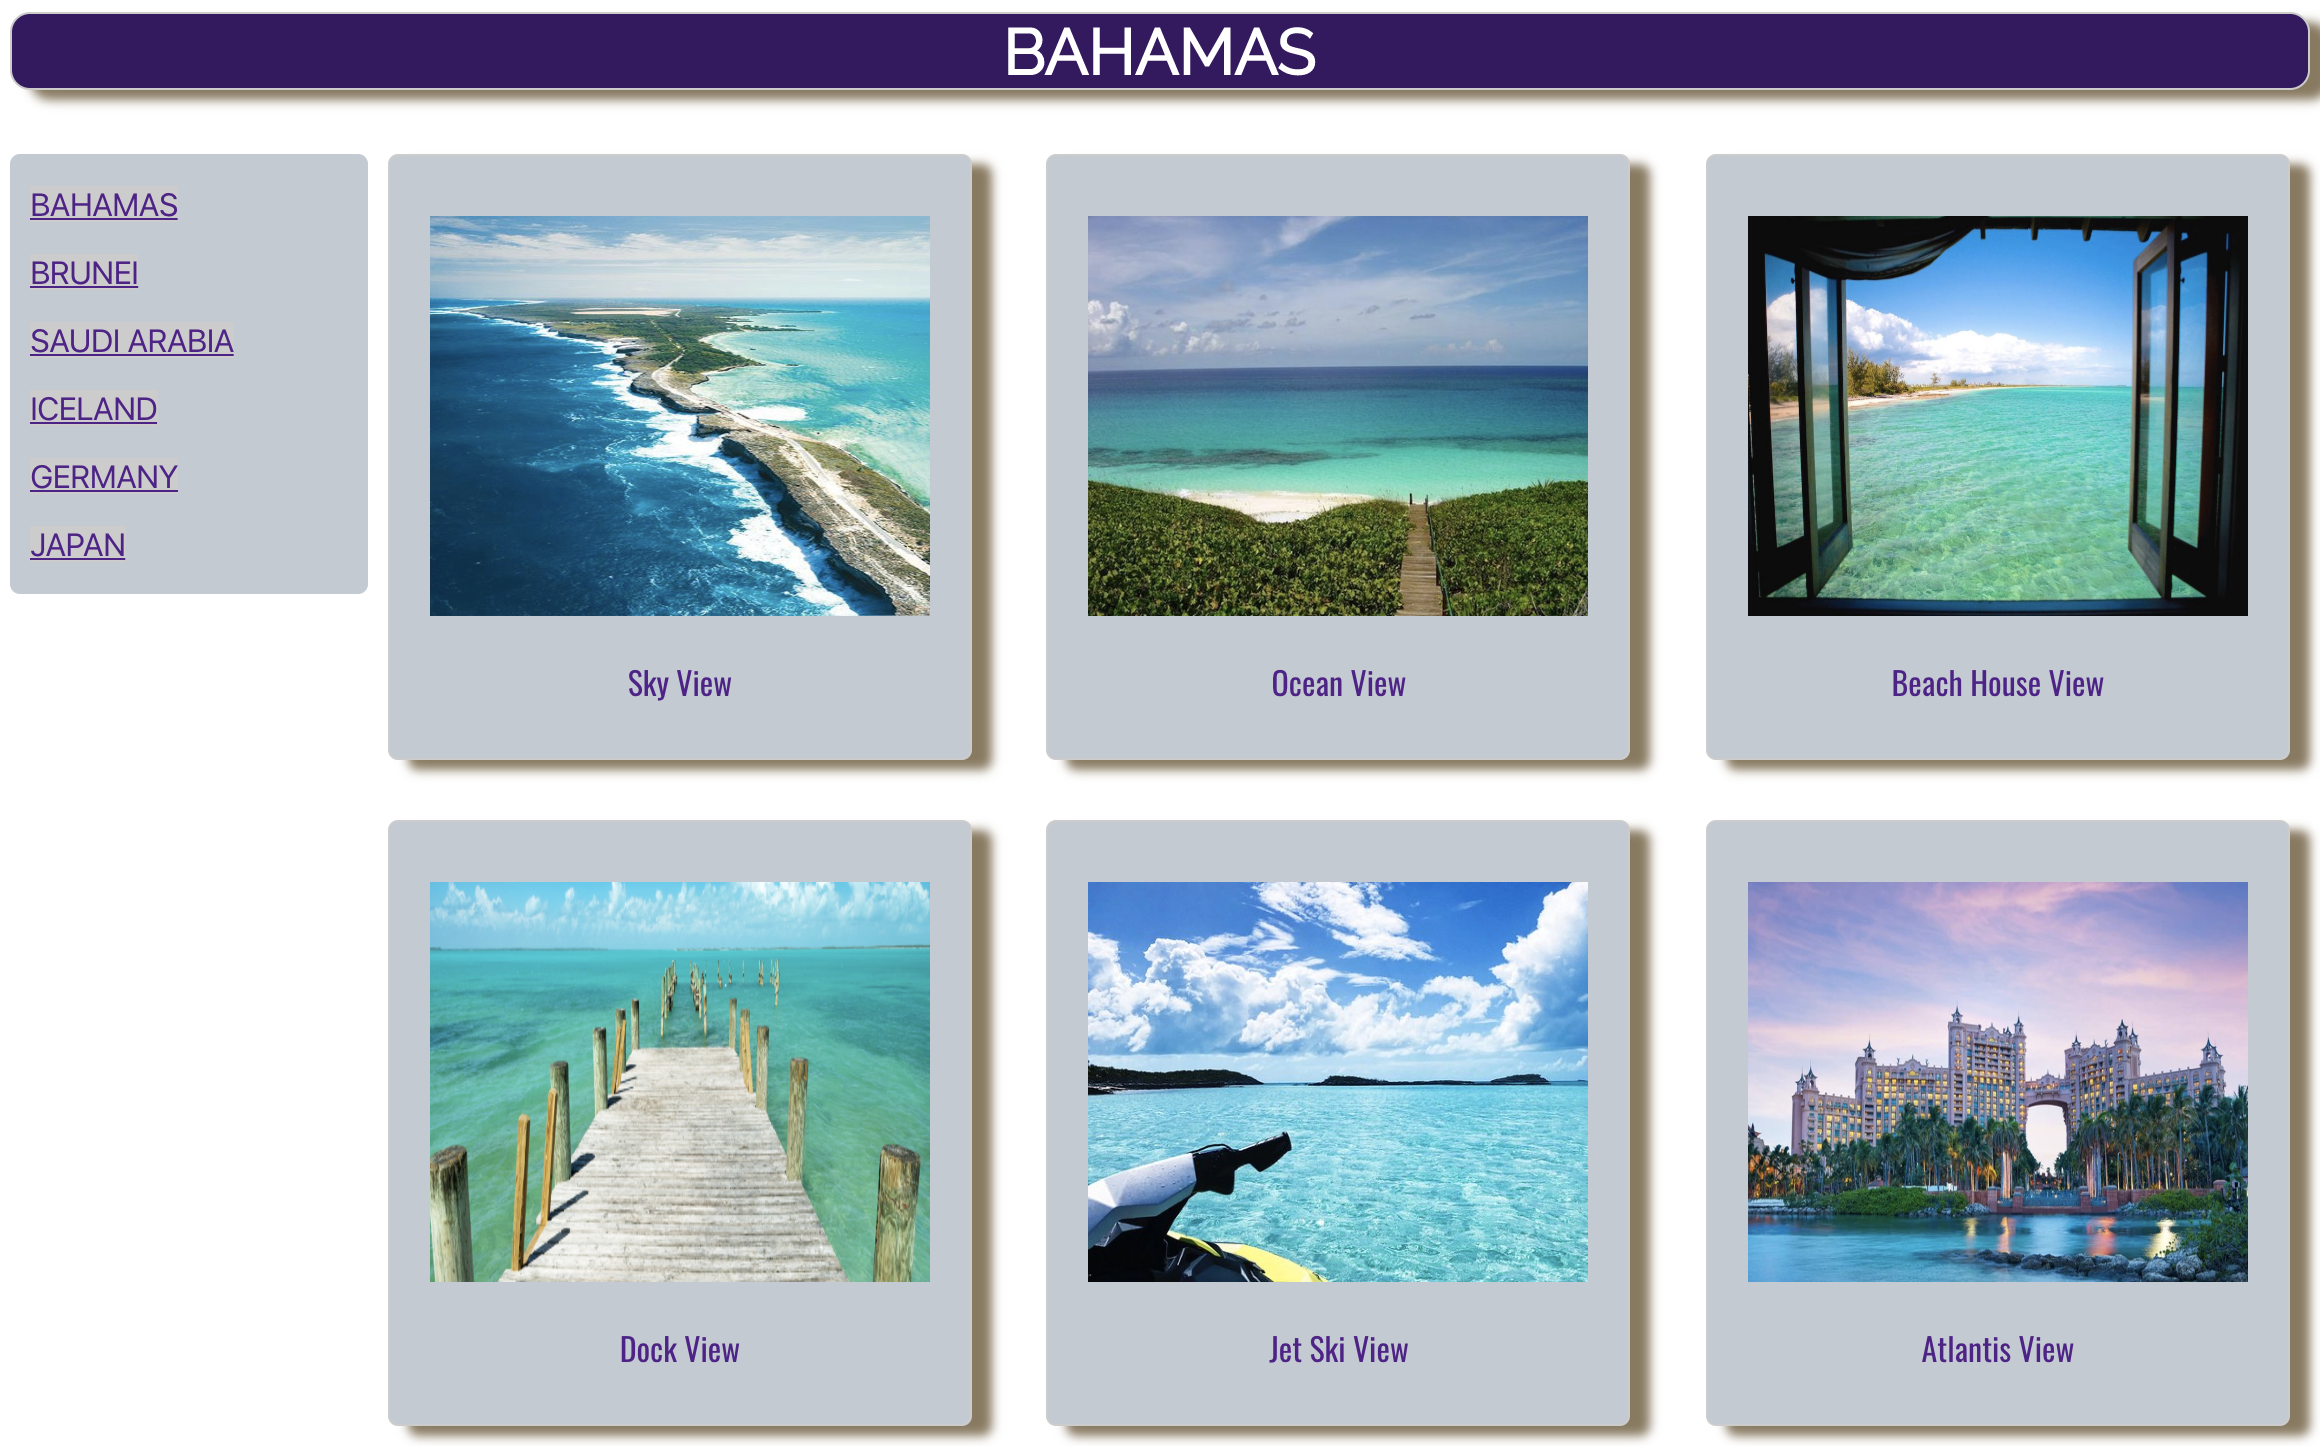 BAHAMAS
BAHAMAS
BRUNEI
SAUDI ARABIA
ICELAND
GERMANY
JAPAN
Sky View
Ocean View
Beach House View
Dock View
Jet Ski View
Atlantis View